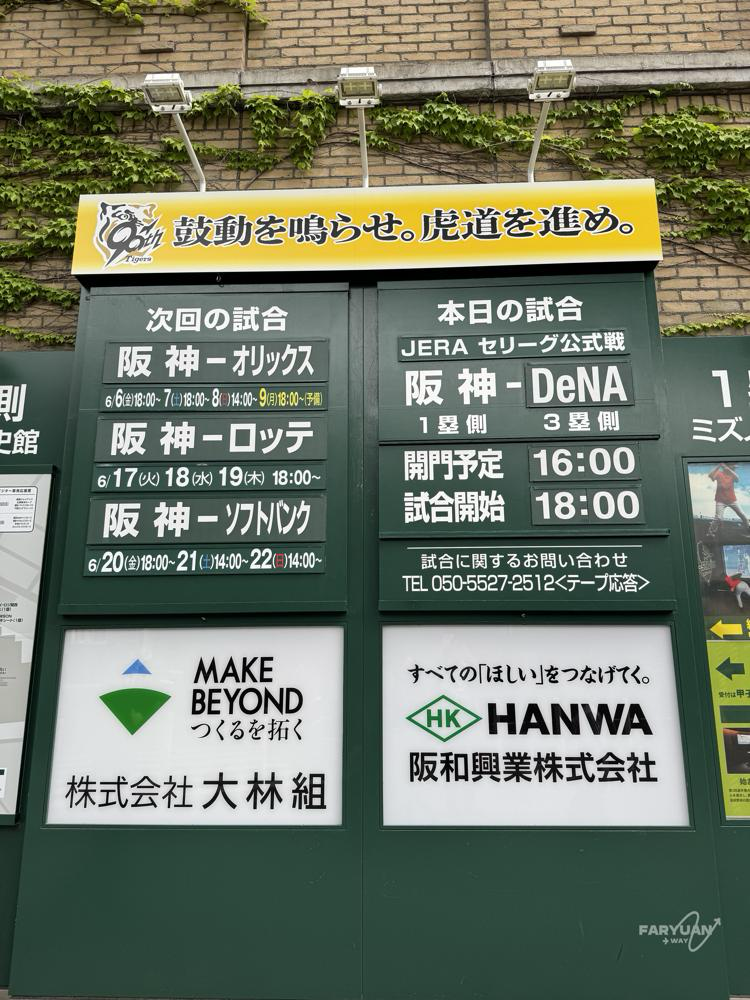 90th
Tigers
鼓動を鳴らせ。虎道を進め。
次回の試合
阪神－オリックス
6/6(金)18:00~ 7(土)18:00~ 8(日)14:00~ 9(月)18:00~(予備)
阪神－ロッテ
6/17(火) 18(水) 19(木) 18:00~
阪神－ソフトバンク
6/20(金)18:00~ 21(土)14:00~ 22(日)14:00~
本日の試合
JERA セリーグ公式戦
阪神-DeNA
1塁側 3塁側
開門予定 16:00
試合開始 18:00
試合に関するお問い合わせ
TEL 050-5527-2512<テープ応答>
MAKE
BEYOND
つくるを拓く
株式会社 大林組
すべての「ほしい」をつなげてく。
HK HANWA
阪和興業株式会社
側
史館
1
ミズノ
FARYUAN
WAY